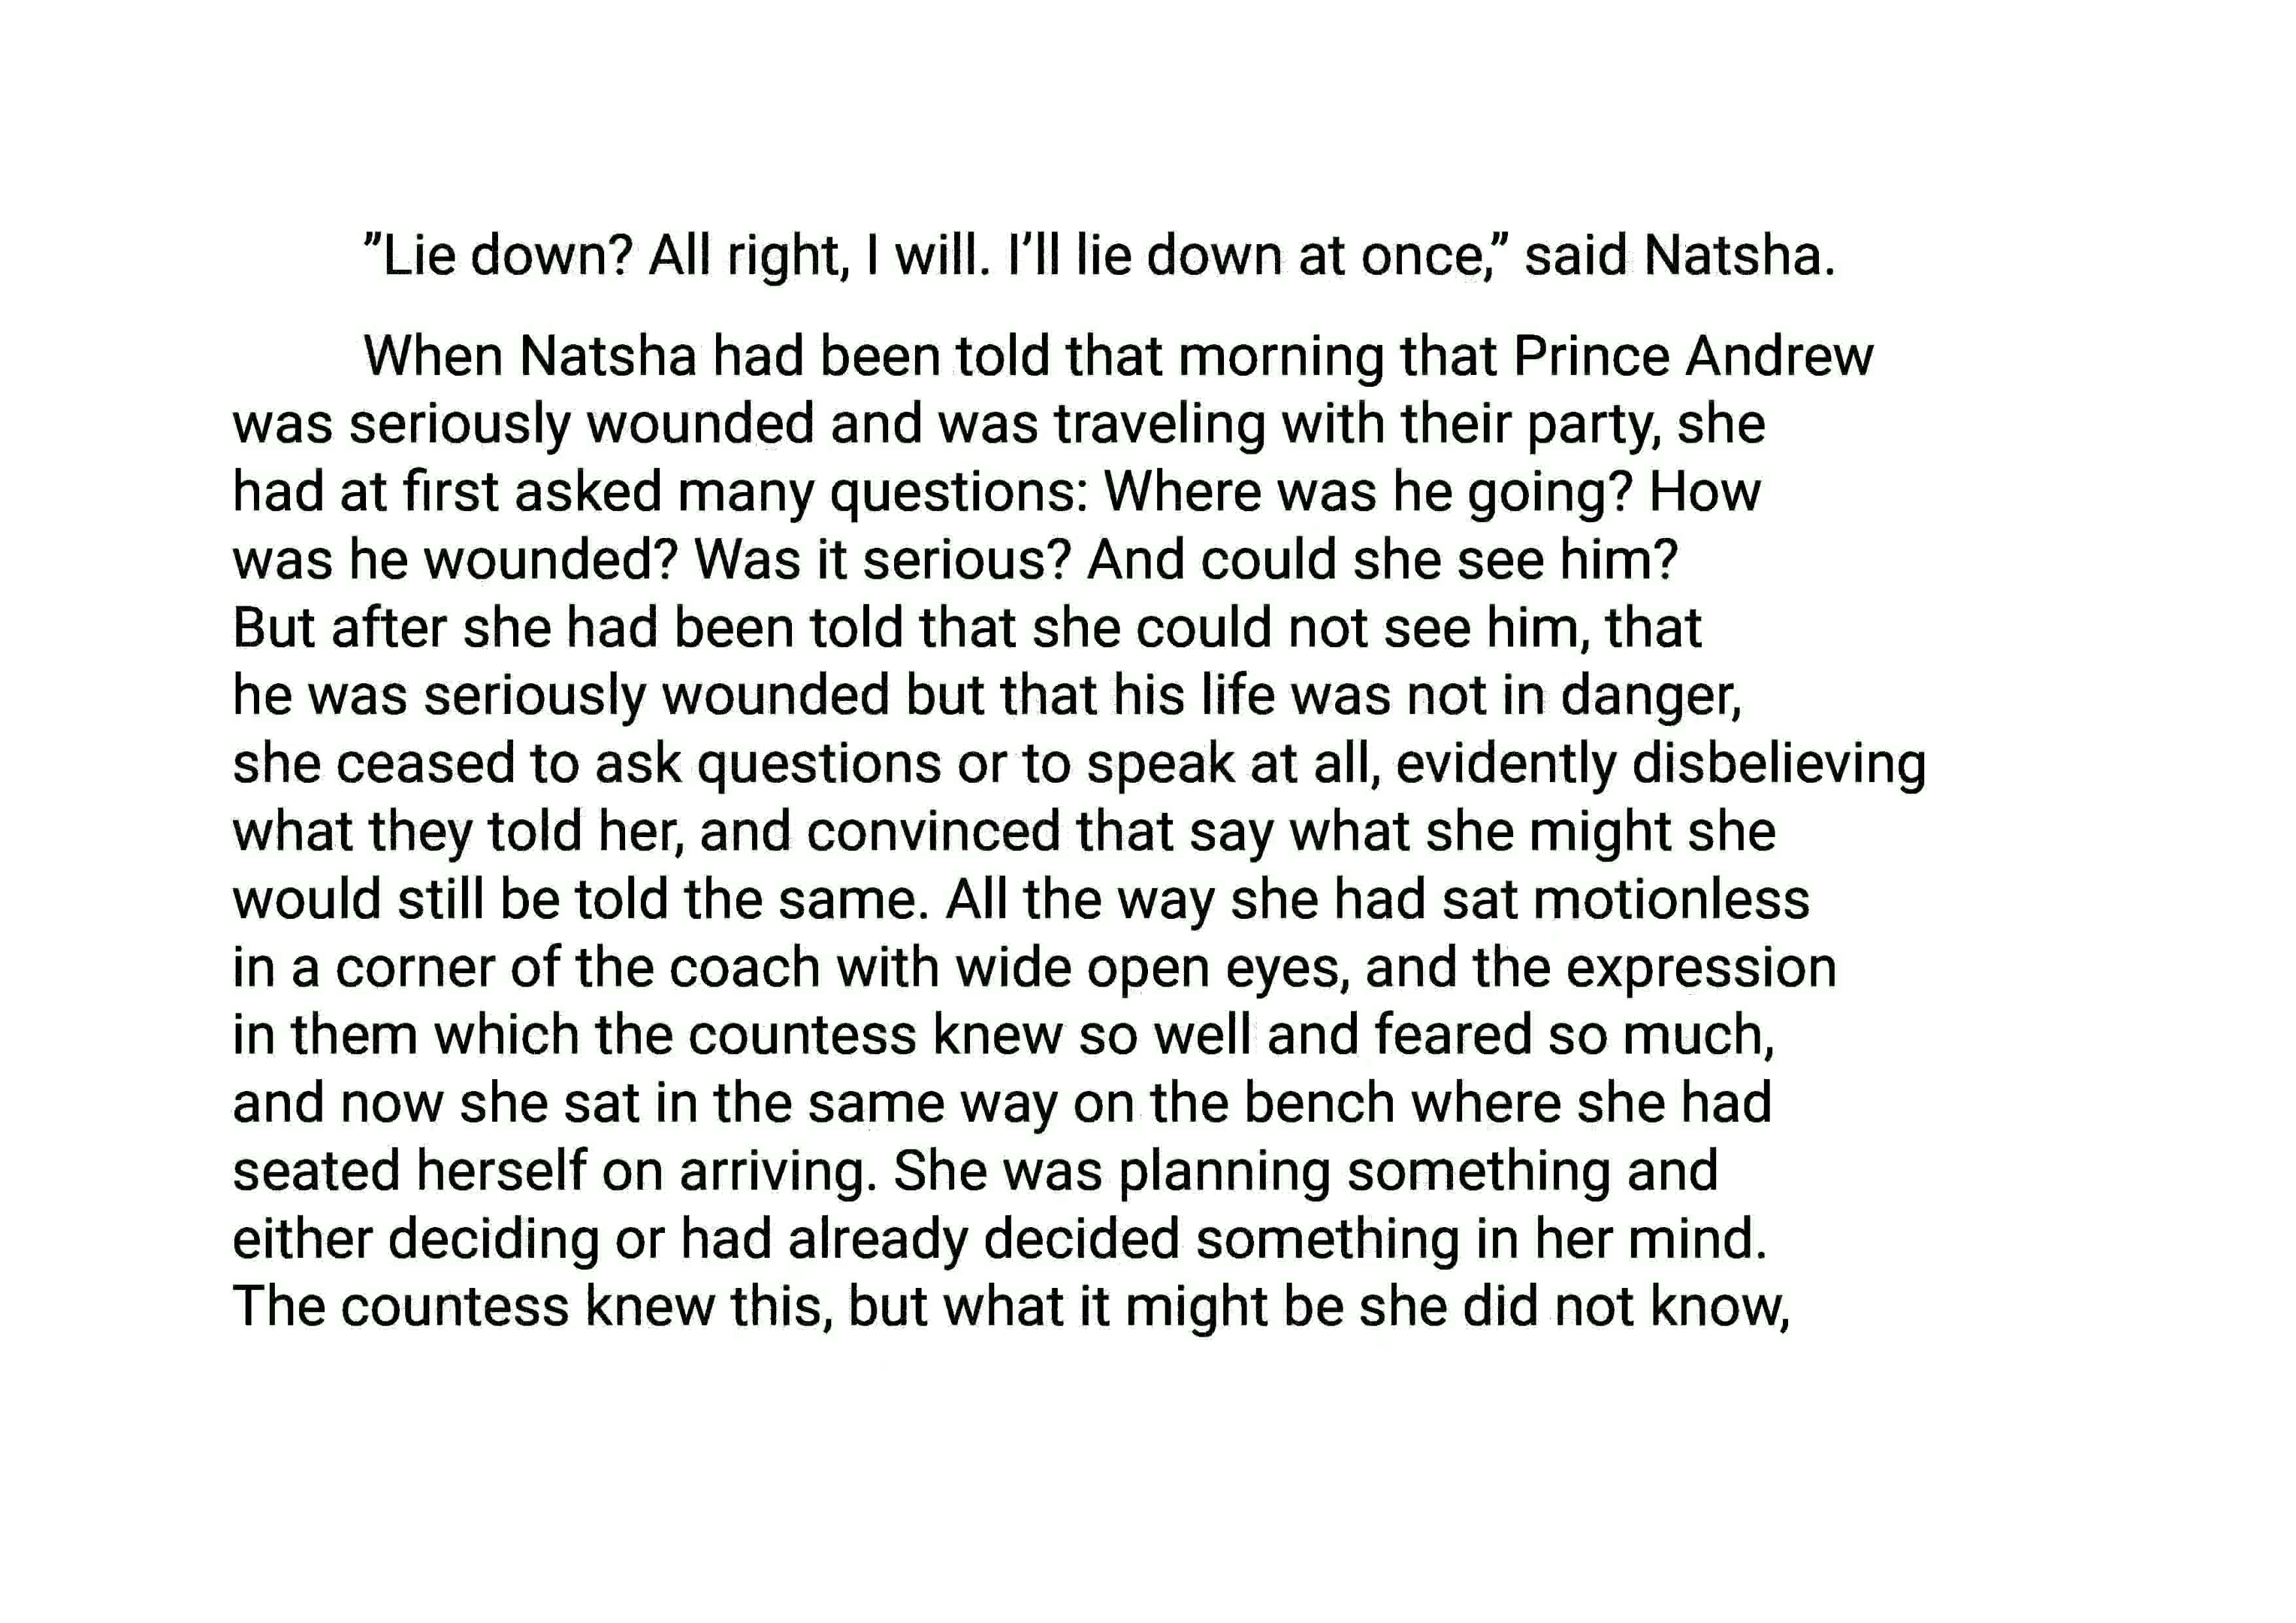 ”Lie down? All right, I will. I’ll lie down at once,” said Natsha.
When Natsha had been told that morning that Prince Andrew
was seriously wounded and was traveling with their party, she
had at first asked many questions: Where was he going? How
was he wounded? Was it serious? And could she see him?
But after she had been told that she could not see him, that
he was seriously wounded but that his life was not in danger,
she ceased to ask questions or to speak at all, evidently disbelieving
what they told her, and convinced that say what she might she
would still be told the same. All the way she had sat motionless
in a corner of the coach with wide open eyes, and the expression
in them which the countess knew so well and feared so much,
and now she sat in the same way on the bench where she had
seated herself on arriving. She was planning something and
either deciding or had already decided something in her mind.
The countess knew this, but what it might be she did not know,